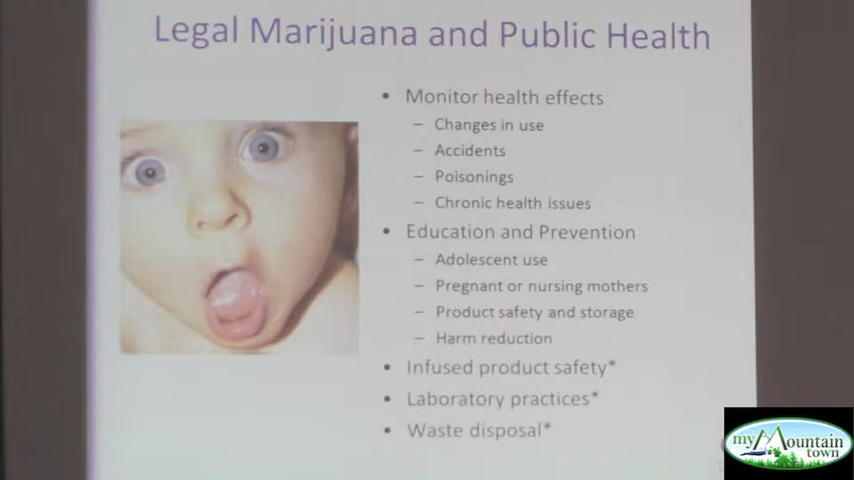 Legal Marijuana and Public Health
• Monitor health effects
– Changes in use
– Accidents
– Poisonings
– Chronic health issues
• Education and Prevention
– Adolescent use
– Pregnant or nursing mothers
– Product safety and storage
– Harm reduction
• Infused product safety*
• Laboratory practices*
• Waste disposal*
myMountain
town